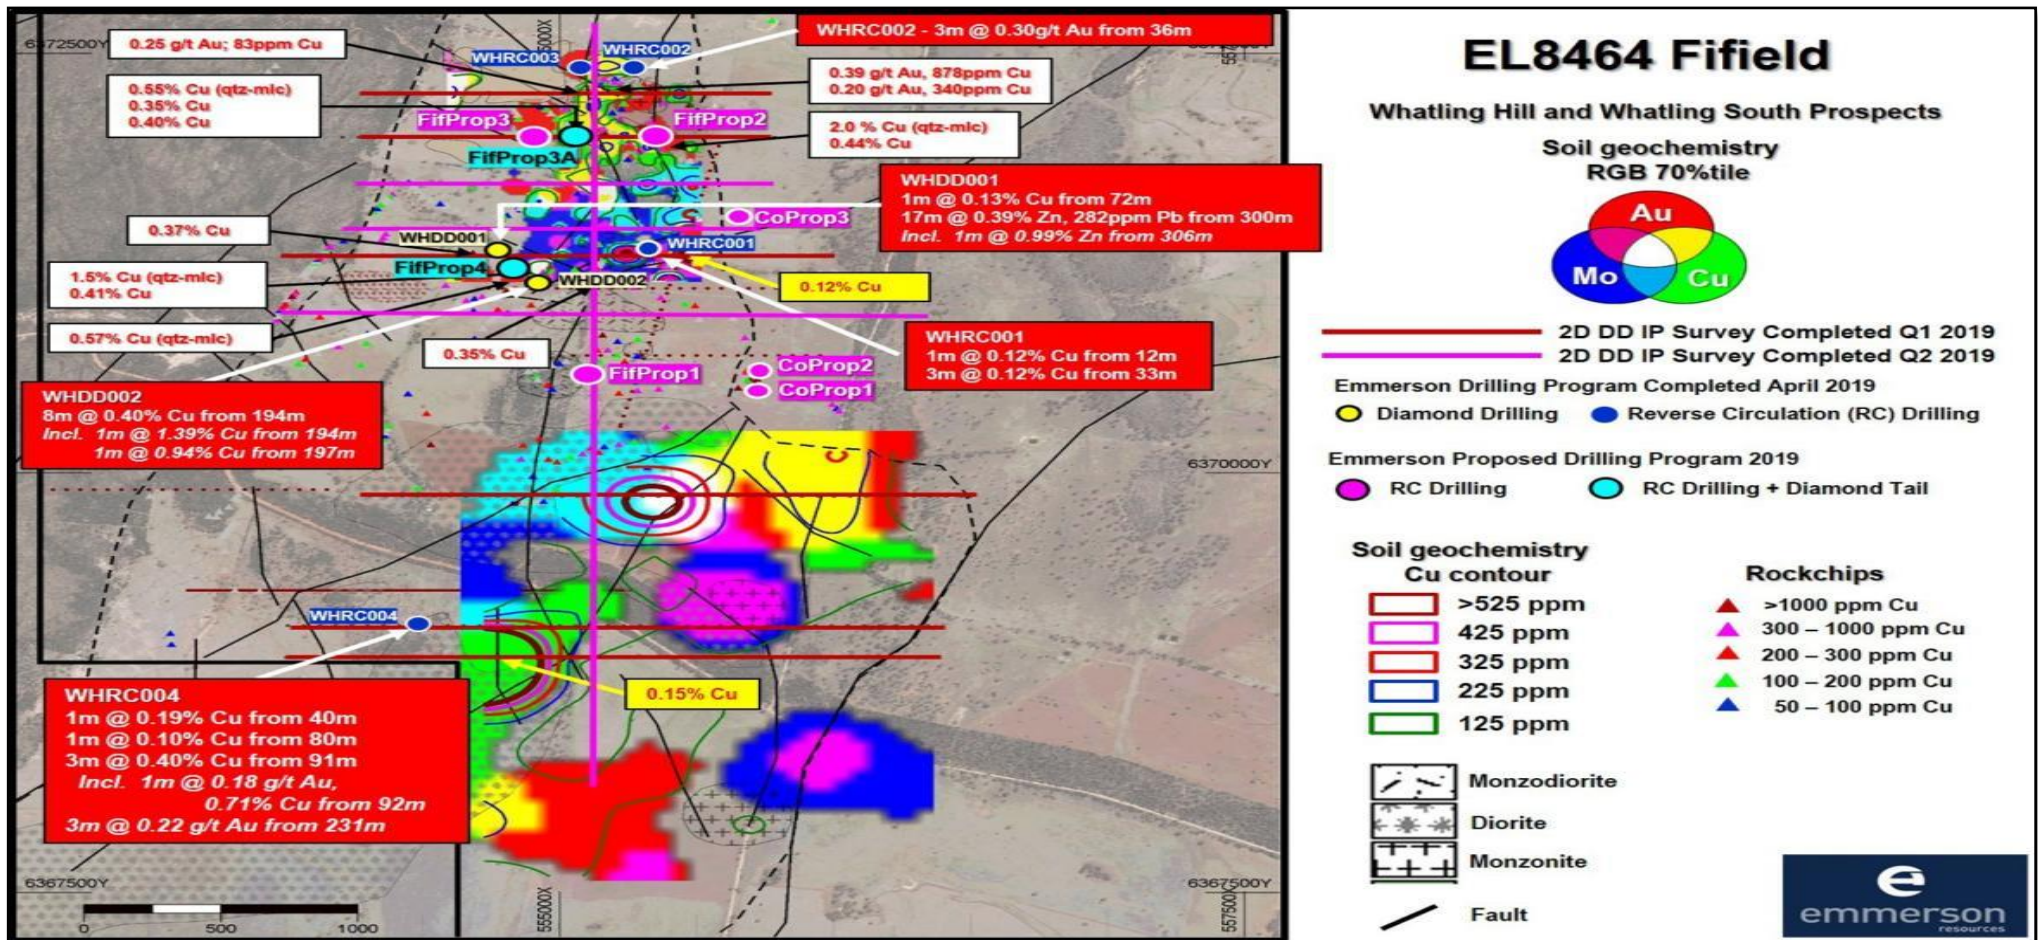 6372500Y
555000X
0.25 g/t Au; 83ppm Cu
WHRC003
WHRC002
WHRC002 - 3m @ 0.30g/t Au from 36m
0.55% Cu (qtz-mlc)
0.35% Cu
0.40% Cu
0.39 g/t Au, 878ppm Cu
0.20 g/t Au, 340ppm Cu
FifProp3
FifProp2
FifProp3A
2.0 % Cu (qtz-mlc)
0.44% Cu
WHDD001
1m @ 0.13% Cu from 72m
17m @ 0.39% Zn, 282ppm Pb from 300m
Incl. 1m @ 0.99% Zn from 306m
CoProp3
0.37% Cu
WHDD001
WHRC001
FifProp4
WHDD002
1.5% Cu (qtz-mlc)
0.41% Cu
0.12% Cu
0.57% Cu (qtz-mlc)
0.35% Cu
WHRC001
1m @ 0.12% Cu from 12m
3m @ 0.12% Cu from 33m
FifProp1
CoProp2
CoProp1
WHDD002
8m @ 0.40% Cu from 194m
Incl. 1m @ 1.39% Cu from 194m
1m @ 0.94% Cu from 197m
6370000Y
WHRC004
0.15% Cu
WHRC004
1m @ 0.19% Cu from 40m
1m @ 0.10% Cu from 80m
3m @ 0.40% Cu from 91m
Incl. 1m @ 0.18 g/t Au,
0.71% Cu from 92m
3m @ 0.22 g/t Au from 231m
6367500Y
6367500Y
555000X
557500X
0 500 1000
EL8464 Fifield
Whatling Hill and Whatling South Prospects
Soil geochemistry
RGB 70%tile
Au
Mo
Cu
2D DD IP Survey Completed Q1 2019
2D DD IP Survey Completed Q2 2019
Emmerson Drilling Program Completed April 2019
Diamond Drilling
Reverse Circulation (RC) Drilling
Emmerson Proposed Drilling Program 2019
RC Drilling
RC Drilling + Diamond Tail
Soil geochemistry
Cu contour
>525 ppm
425 ppm
325 ppm
225 ppm
125 ppm
Rockchips
>1000 ppm Cu
300 – 1000 ppm Cu
200 – 300 ppm Cu
100 – 200 ppm Cu
50 – 100 ppm Cu
Monzodiorite
Diorite
Monzonite
Fault
emmerson
resources